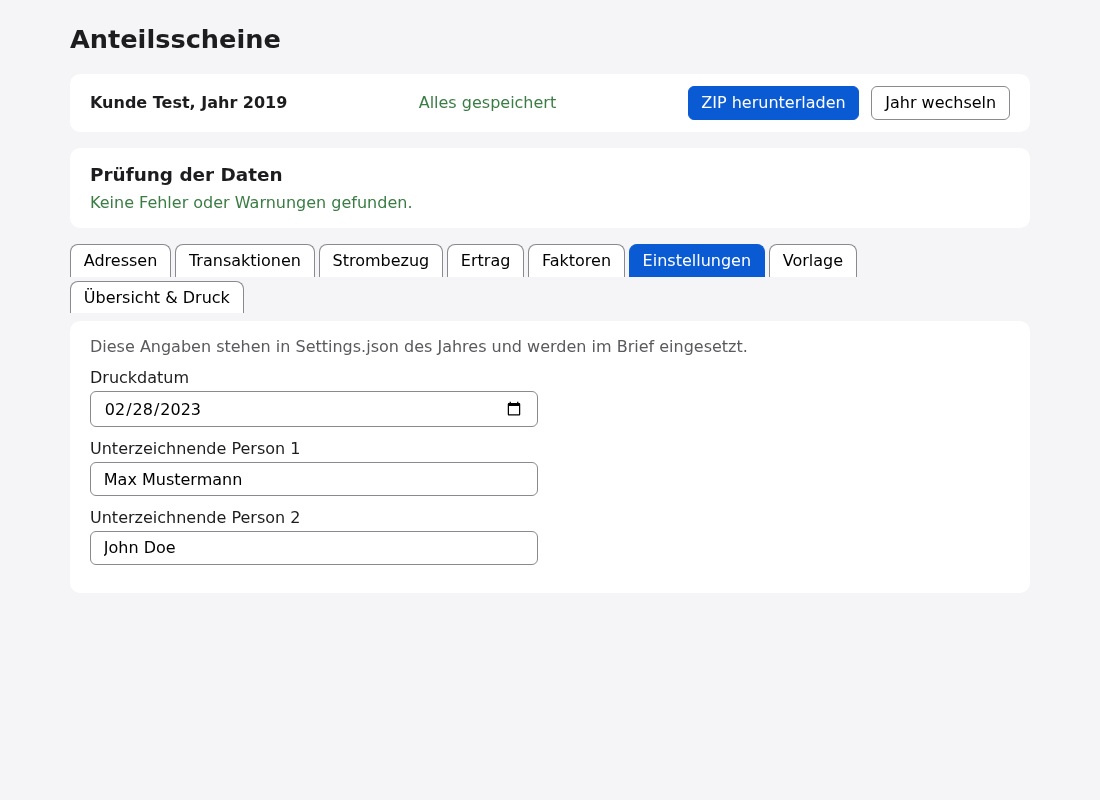 Anteilsscheine
Kunde Test, Jahr 2019 Alles gespeichert ZIP herunterladen Jahr wechseln
Prüfung der Daten
Keine Fehler oder Warnungen gefunden.
Adressen Transaktionen Strombezug Ertrag Faktoren Einstellungen Vorlage
Übersicht & Druck
Diese Angaben stehen in Settings.json des Jahres und werden im Brief eingesetzt.
Druckdatum
02/28/2023
Unterzeichnende Person 1
Max Mustermann
Unterzeichnende Person 2
John Doe